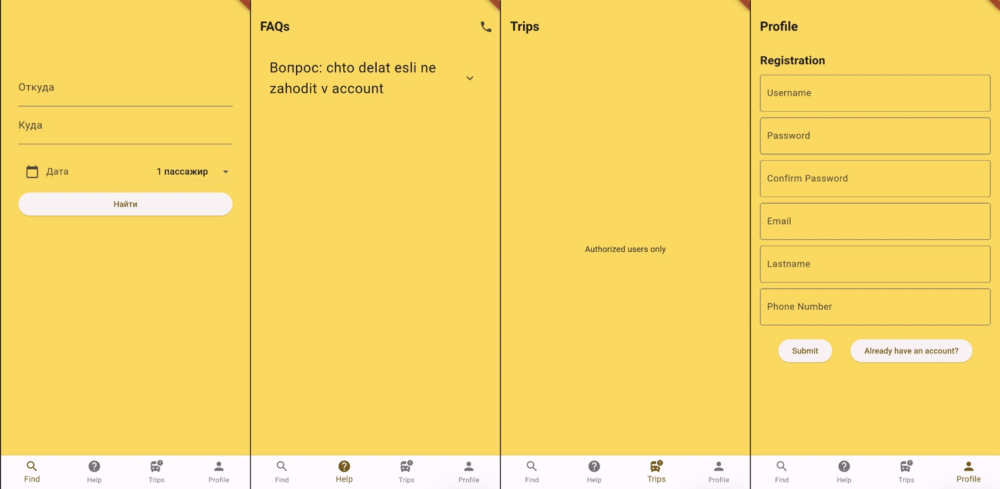 Откуда
Куда
Дата
1 пассажир
Найти
Find
Help
Trips
Profile
FAQs
Вопрос: chto delat esli ne
zahodit v account
Find
Help
Trips
Profile
Trips
Authorized users only
Find
Help
Trips
Profile
Profile
Registration
Username
Password
Confirm Password
Email
Lastname
Phone Number
Submit
Already have an account?
Find
Help
Trips
Profile